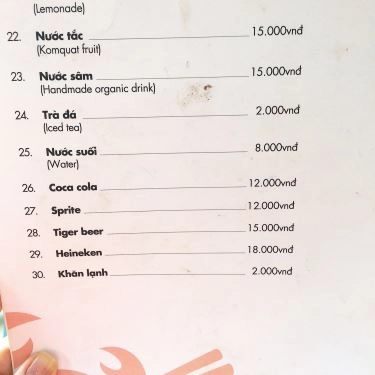 (Lemonade)
22. Nước tắc 15.000vnđ
(Komquat fruit)
23. Nước sâm 15.000vnđ
(Handmade organic drink)
24. Trà đá 2.000vnđ
(Iced tea)
25. Nước suối 8.000vnđ
(Water)
26. Coca cola 12.000vnđ
27. Sprite 12.000vnđ
28. Tiger beer 15.000vnđ
29. Heineken 18.000vnđ
30. Khăn lạnh 2.000vnđ